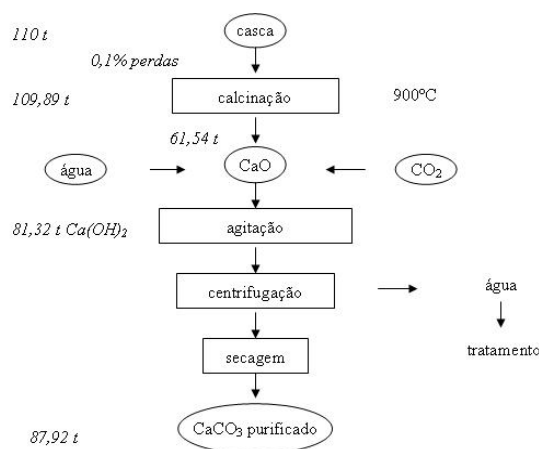 110 t
casca
0,1% perdas
109,89 t
calcinação
900ºC
61,54 t
água
CaO
CO₂
81,32 t Ca(OH)₂
agitação
centrifugação
água
secagem
tratamento
87,92 t
CaCO₃ purificado